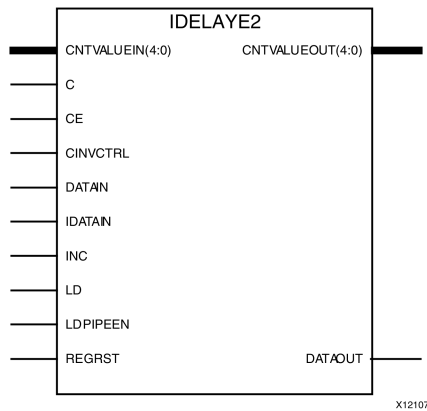 IDELAYE2
CNTVALUEIN(4:0) CNTVALUEOUT(4:0)
C
CE
CINVCTRL
DATAIN
IDATAIN
INC
LD
LDPIPEEN
REGRST DATAOUT
X12107